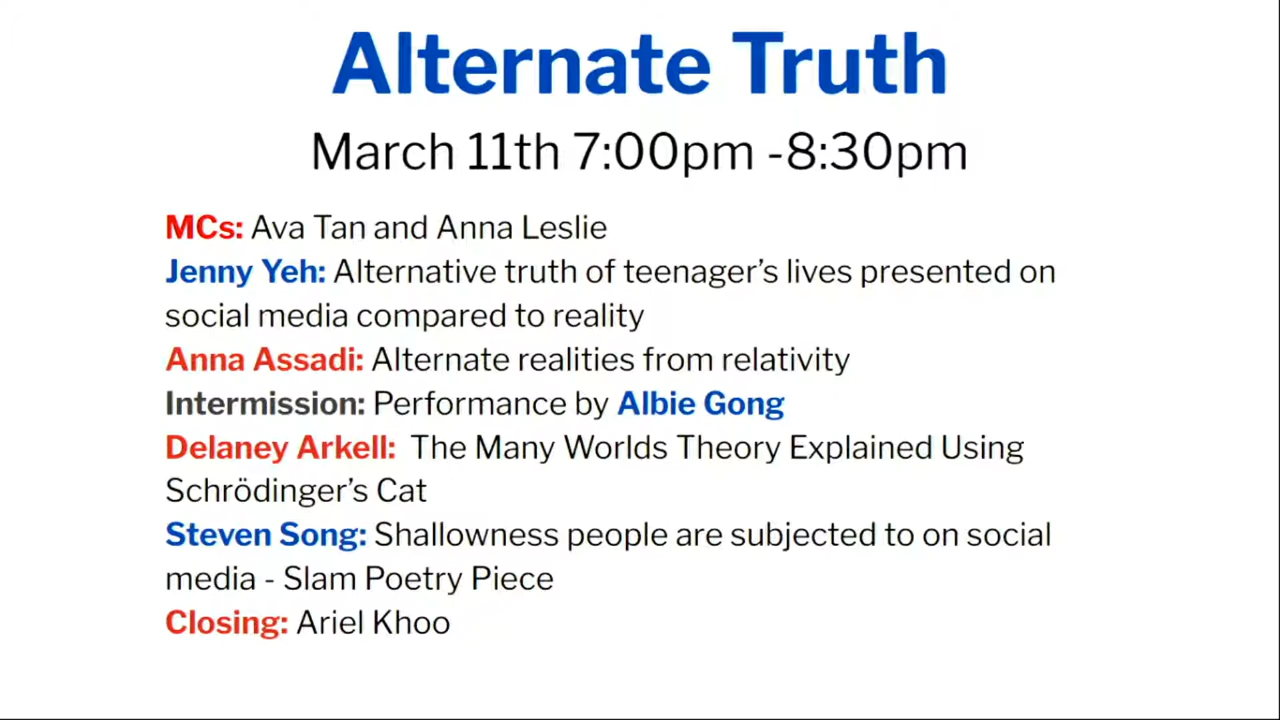 Alternate Truth
March 11th 7:00pm -8:30pm
MCs: Ava Tan and Anna Leslie
Jenny Yeh: Alternative truth of teenager’s lives presented on
social media compared to reality
Anna Assadi: Alternate realities from relativity
Intermission: Performance by Albie Gong
Delaney Arkell: The Many Worlds Theory Explained Using
Schrödinger’s Cat
Steven Song: Shallowness people are subjected to on social
media - Slam Poetry Piece
Closing: Ariel Khoo